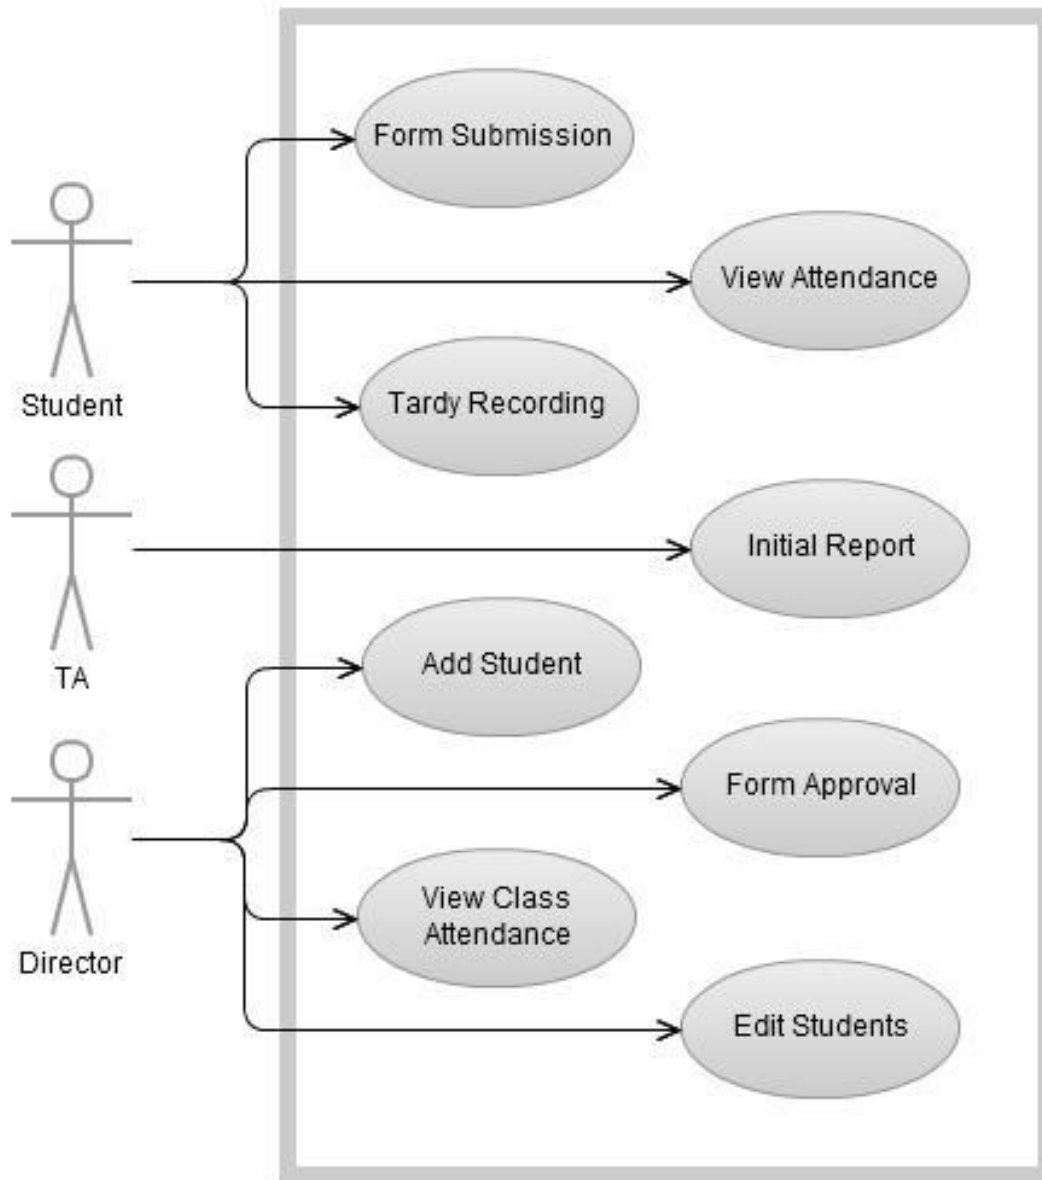 Form Submission
View Attendance
Student
Tardy Recording
Initial Report
TA
Add Student
Form Approval
Director
View Class
Attendance
Edit Students